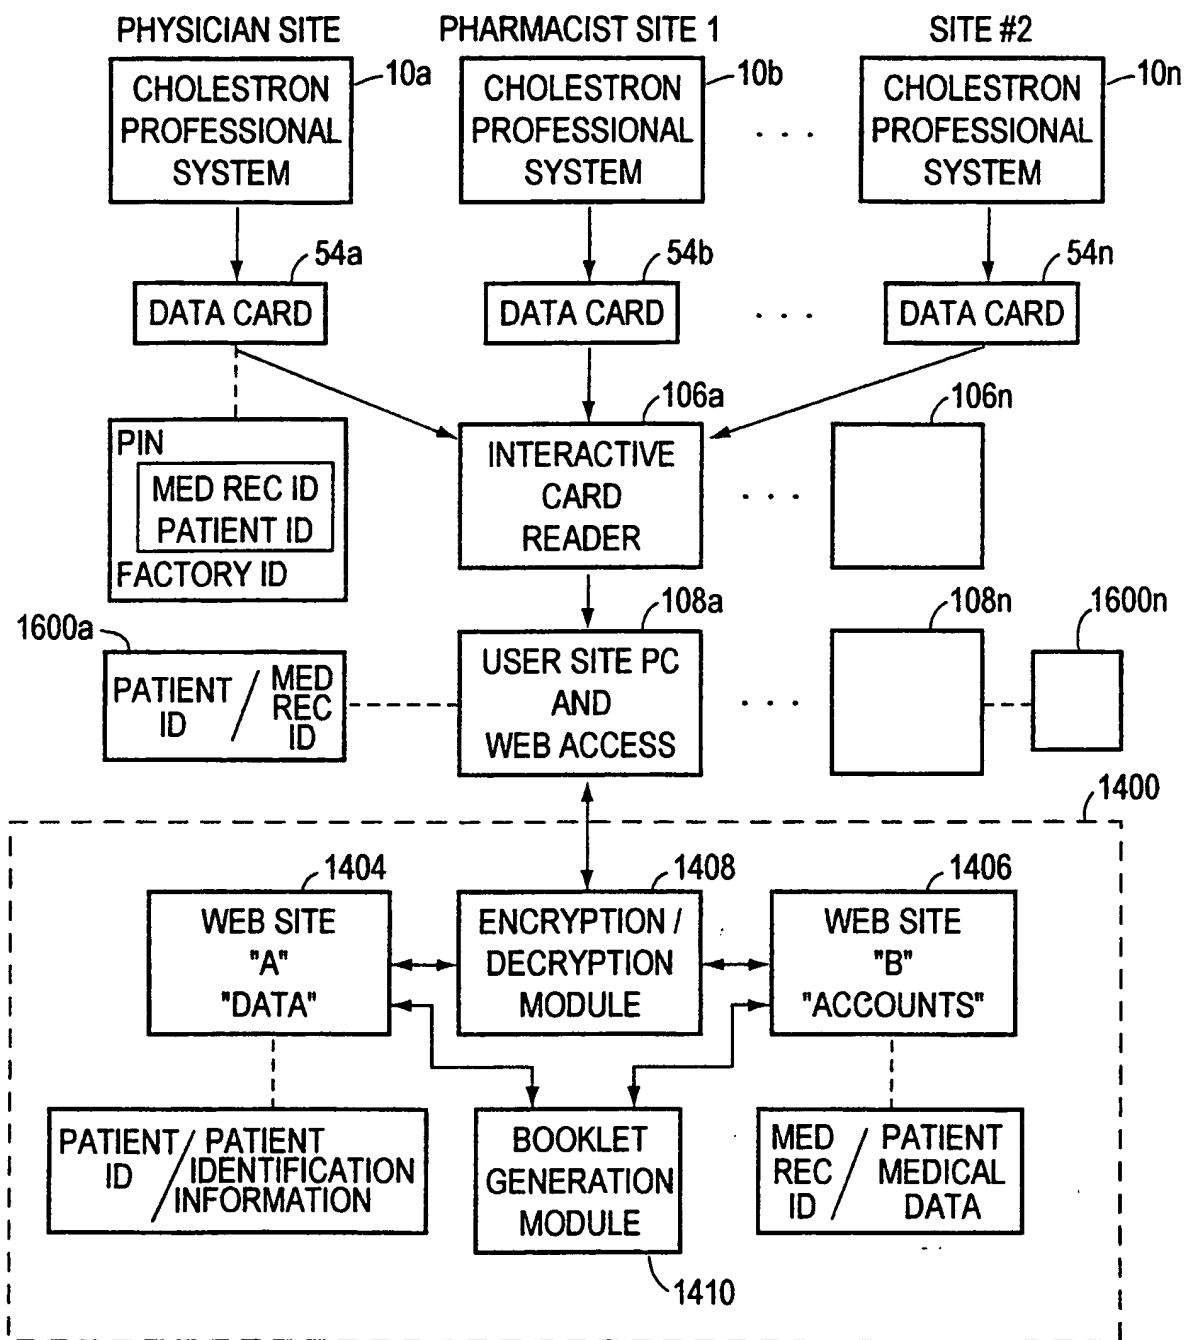 PHYSICIAN SITE
PHARMACIST SITE 1
SITE #2
10a
10b
10n
CHOLESTRON
PROFESSIONAL
SYSTEM
CHOLESTRON
PROFESSIONAL
SYSTEM
. . .
CHOLESTRON
PROFESSIONAL
SYSTEM
54a
54b
54n
DATA CARD
DATA CARD
. . .
DATA CARD
106a
106n
PIN
MED REC ID
PATIENT ID
FACTORY ID
INTERACTIVE
CARD
READER
. . .
1600a
108a
108n
1600n
PATIENT
ID
/
MED
REC
ID
USER SITE PC
AND
WEB ACCESS
. . .
1400
1404
1408
1406
WEB SITE
"A"
"DATA"
ENCRYPTION /
DECRYPTION
MODULE
WEB SITE
"B"
"ACCOUNTS"
PATIENT
ID
/
PATIENT
IDENTIFICATION
INFORMATION
BOOKLET
GENERATION
MODULE
MED
REC
ID
/
PATIENT
MEDICAL
DATA
1410